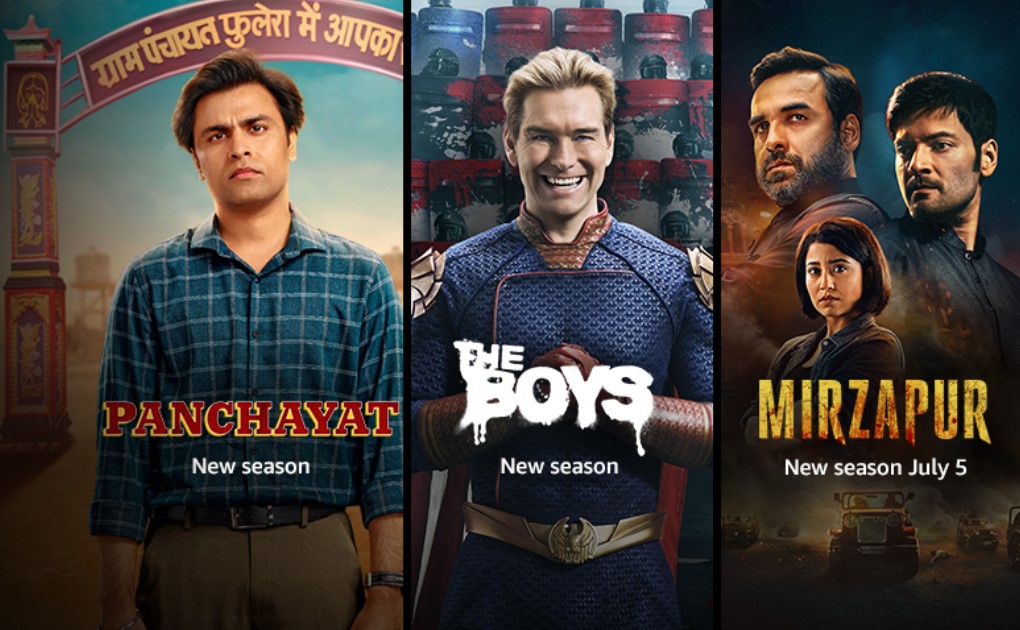 ग्राम पंचायत फुलेरा में आपका
PANCHAYAT
New season
THE
BOYS
New season
MIRZAPUR
New season July 5